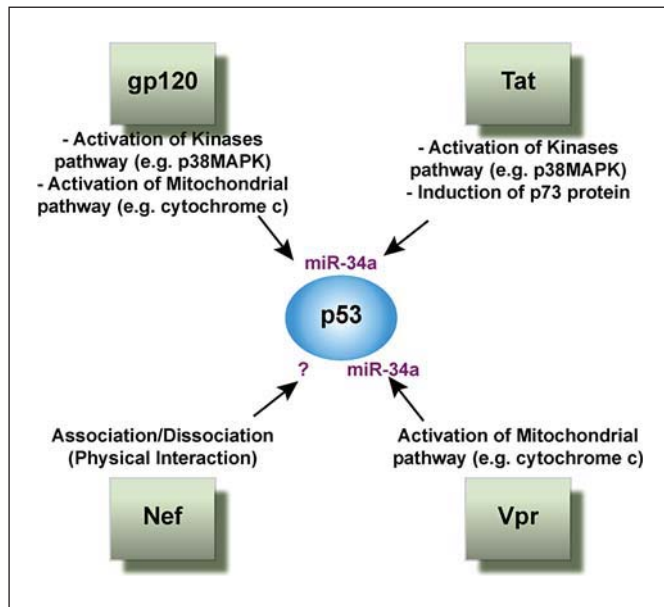 gp120
- Activation of Kinases
pathway (e.g. p38MAPK)
- Activation of Mitochondrial
pathway (e.g. cytochrome c)
Tat
- Activation of Kinases
pathway (e.g. p38MAPK)
- Induction of p73 protein
miR-34a
p53
?
miR-34a
Association/Dissociation
(Physical Interaction)
Nef
Activation of Mitochondrial
pathway (e.g. cytochrome c)
Vpr